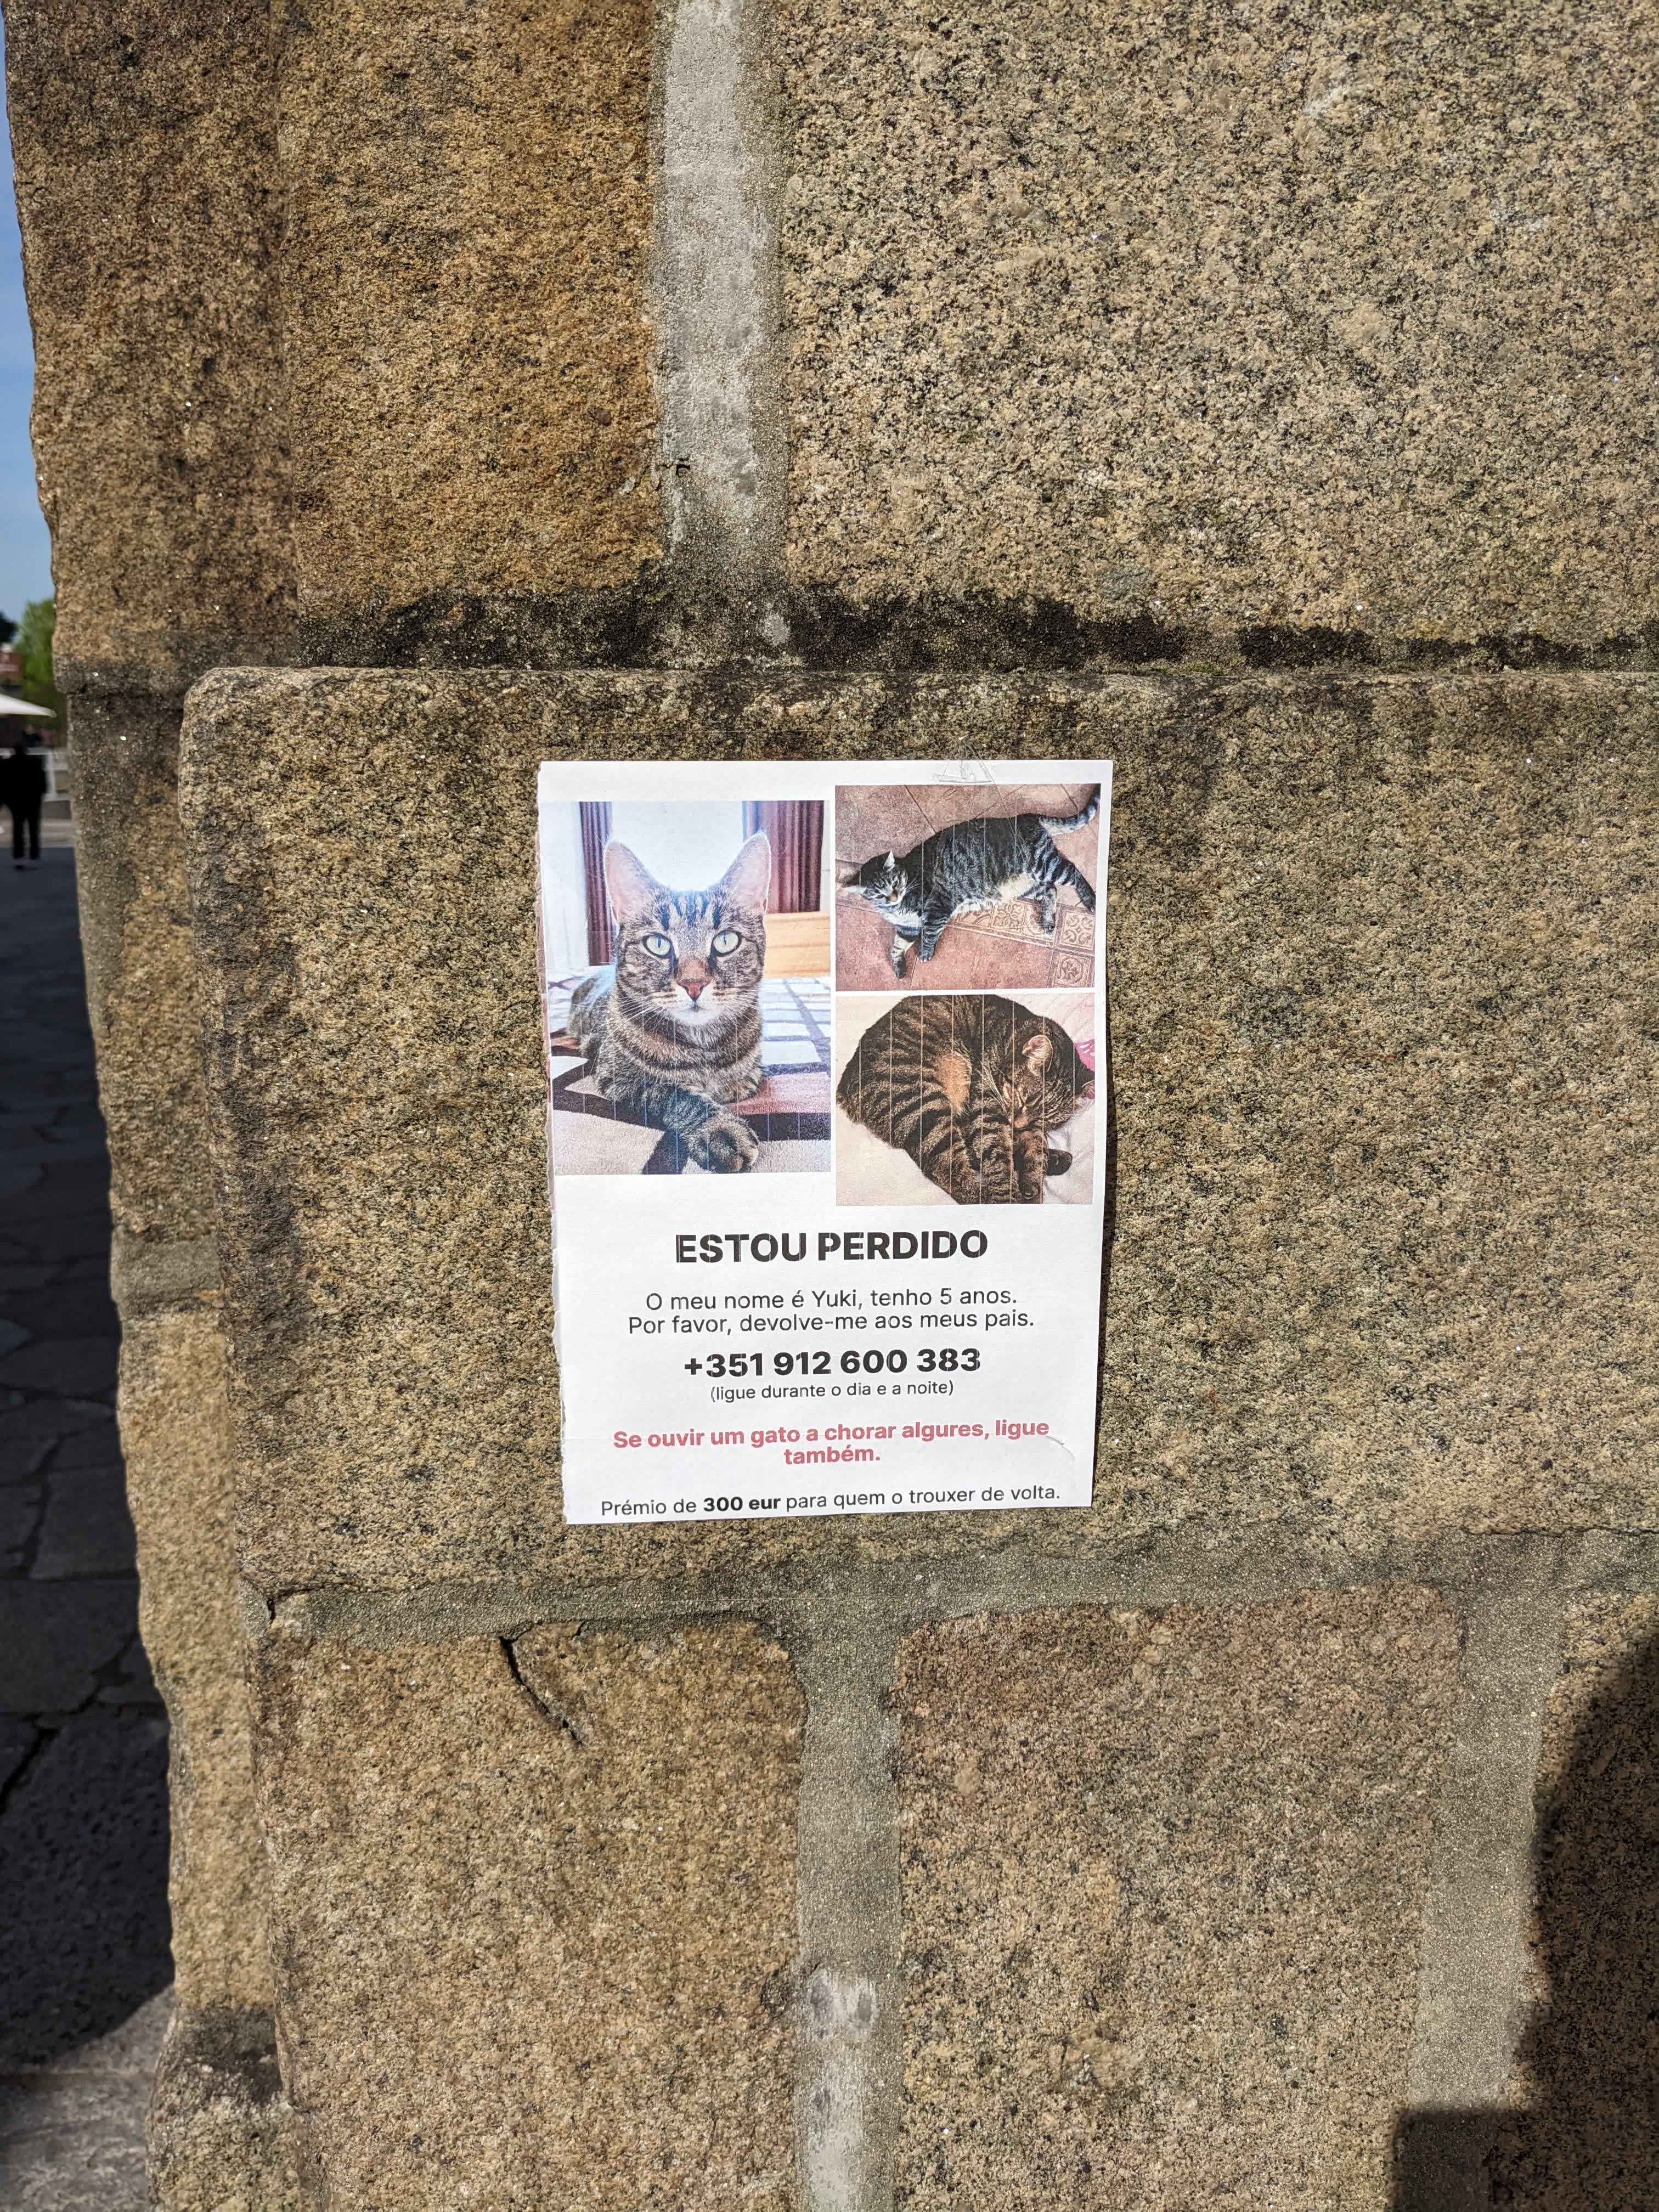 ESTOU PERDIDO
O meu nome é Yuki, tenho 5 anos.
Por favor, devolve-me aos meus pais.
+351 912 600 383
(ligue durante o dia e a noite)
Se ouvir um gato a chorar algures, ligue
também.
Prémio de 300 eur para quem o trouxer de volta.